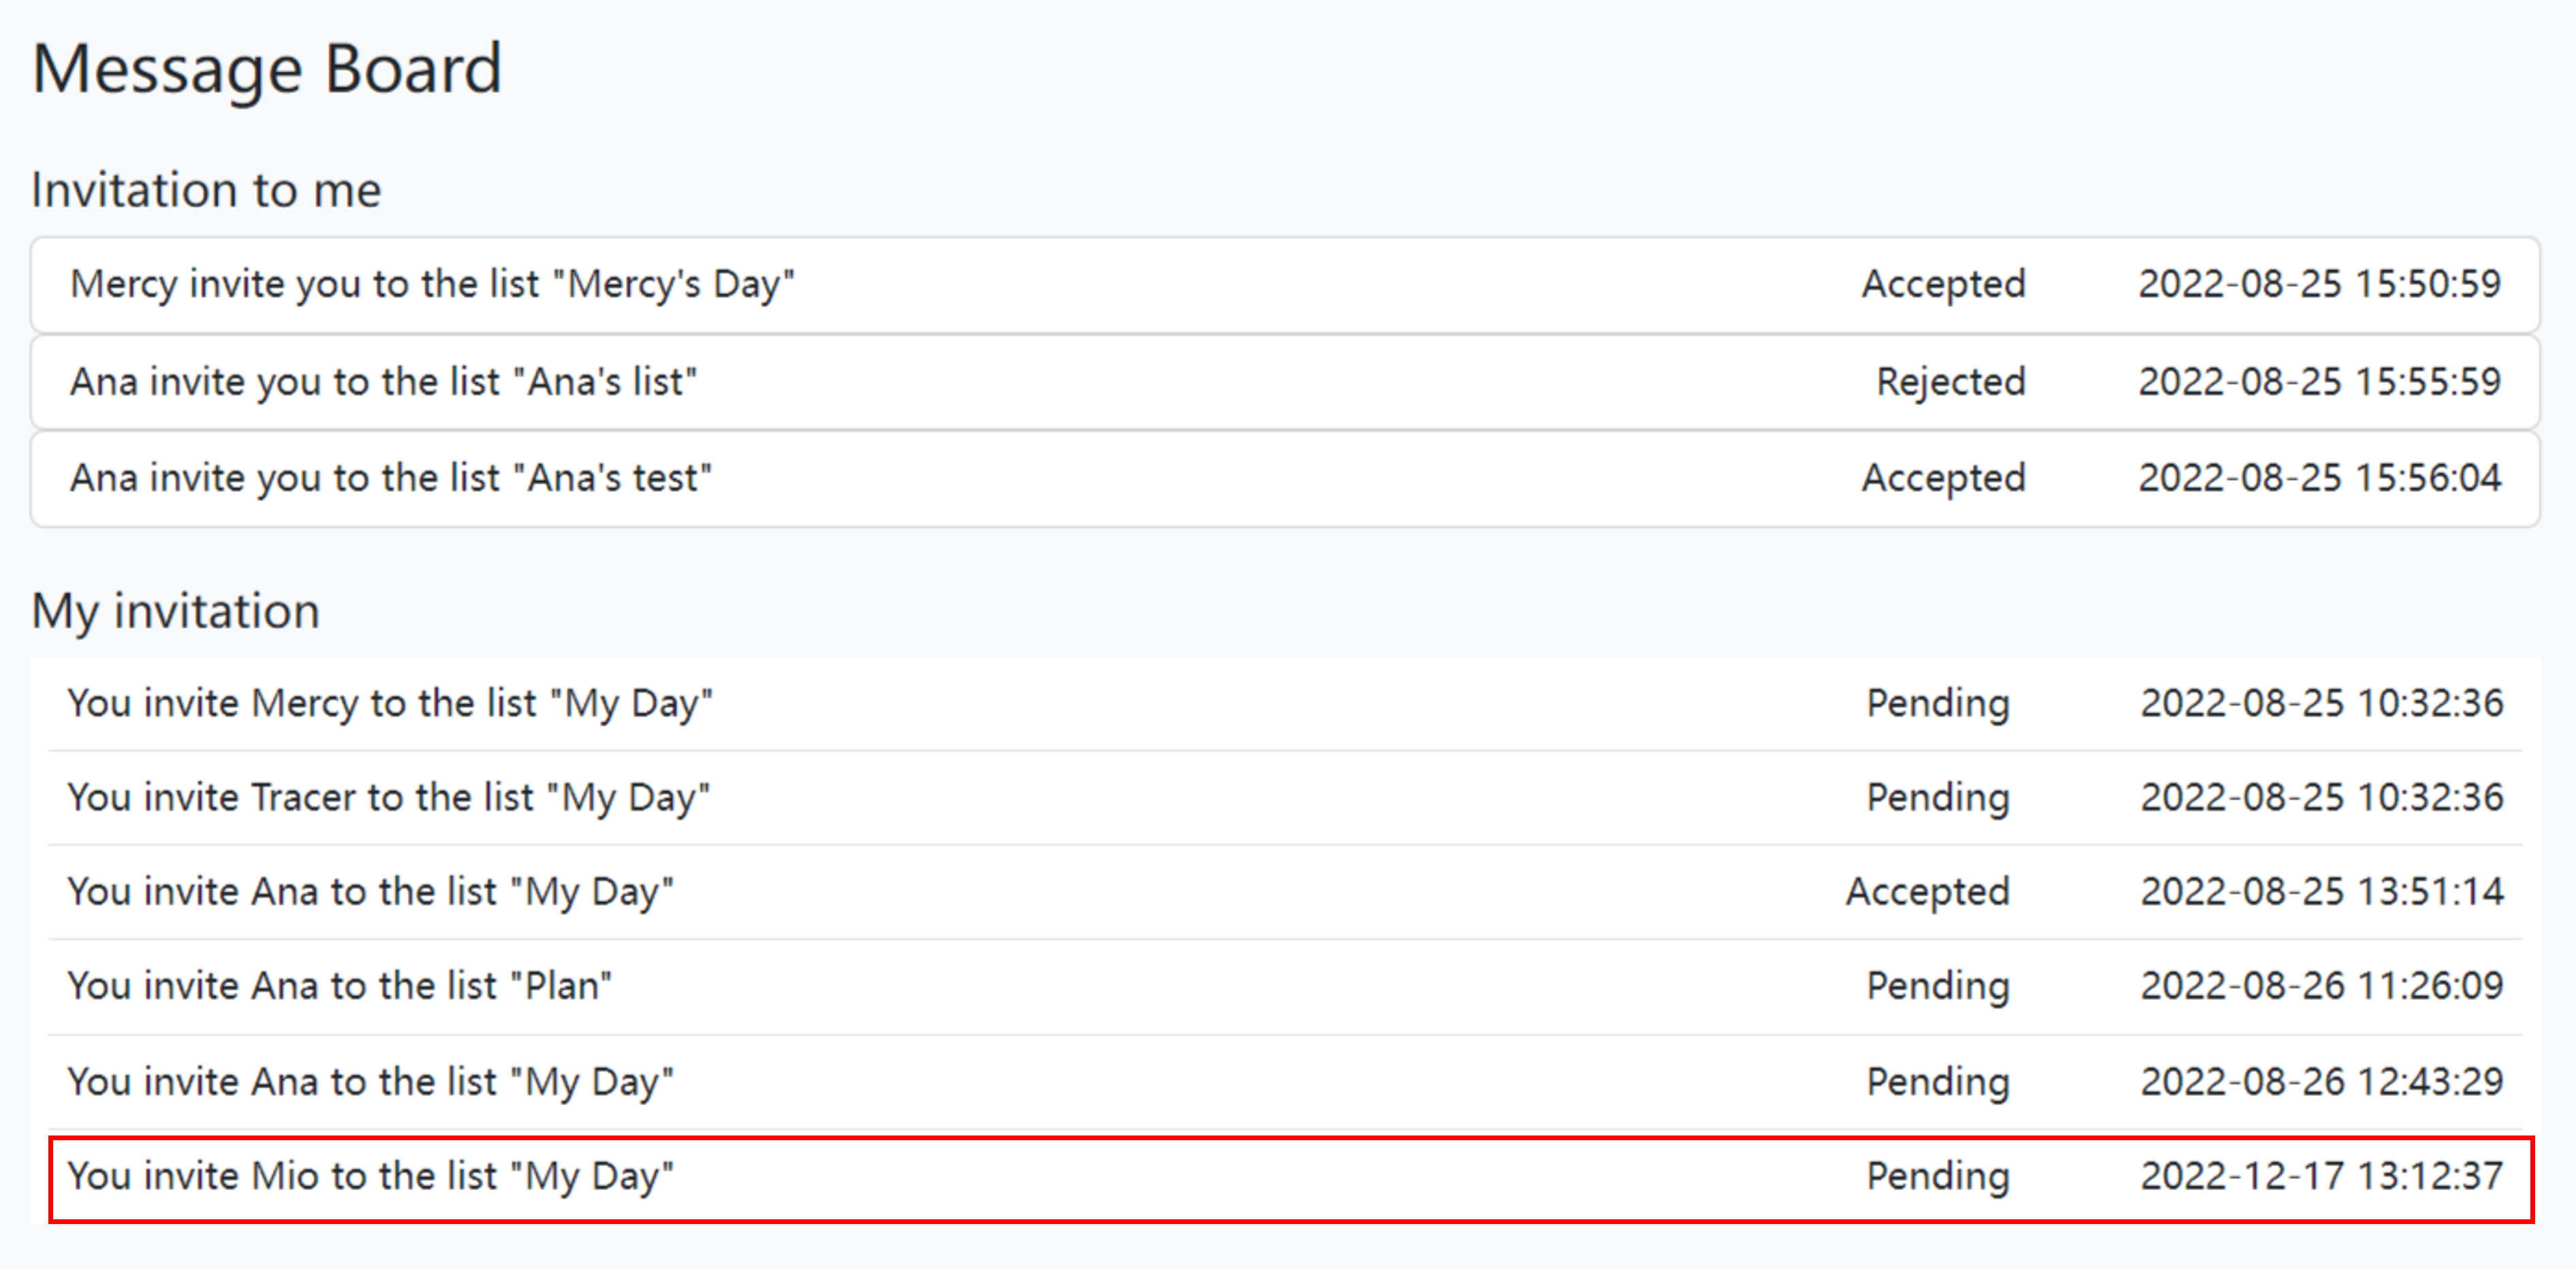 Message Board
Invitation to me
Mercy invite you to the list "Mercy's Day" Accepted 2022-08-25 15:50:59
Ana invite you to the list "Ana's list" Rejected 2022-08-25 15:55:59
Ana invite you to the list "Ana's test" Accepted 2022-08-25 15:56:04
My invitation
You invite Mercy to the list "My Day" Pending 2022-08-25 10:32:36
You invite Tracer to the list "My Day" Pending 2022-08-25 10:32:36
You invite Ana to the list "My Day" Accepted 2022-08-25 13:51:14
You invite Ana to the list "Plan" Pending 2022-08-26 11:26:09
You invite Ana to the list "My Day" Pending 2022-08-26 12:43:29
You invite Mio to the list "My Day" Pending 2022-12-17 13:12:37